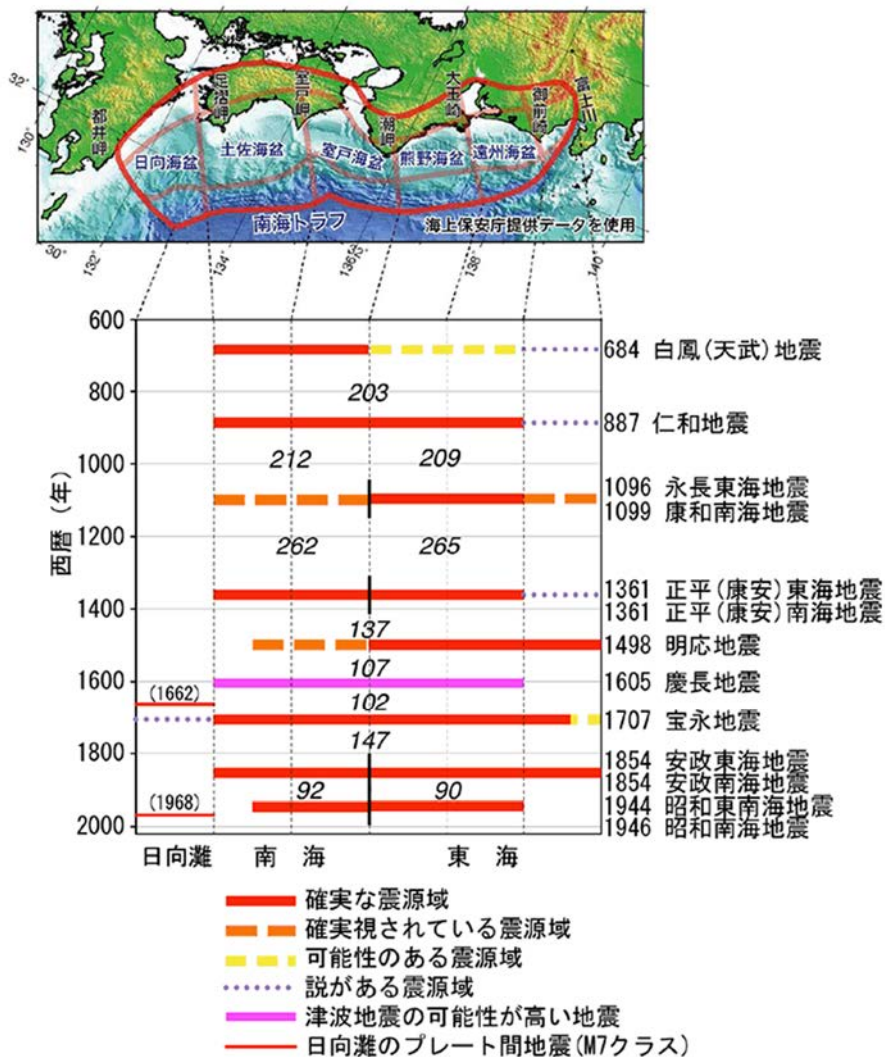 足摺岬
室戸岬
大王崎
御前崎
富士川
都井岬
潮岬
日向海盆
土佐海盆
室戸海盆
熊野海盆
遠州海盆
南海トラフ
海上保安庁提供データを使用
32°
130°
30°
132°
134°
136°
138°
140°
西暦(年)
600
800
1000
1200
1400
1600
1800
2000
684 白鳳(天武)地震
203
887 仁和地震
212
209
1096 永長東海地震
1099 康和南海地震
262
265
1361 正平(康安)東海地震
1361 正平(康安)南海地震
137
1498 明応地震
107
1605 慶長地震
(1662)
102
1707 宝永地震
147
1854 安政東海地震
1854 安政南海地震
92
90
(1968)
1944 昭和東南海地震
1946 昭和南海地震
日向灘
南 海
東 海
確実な震源域
確実視されている震源域
可能性のある震源域
説がある震源域
津波地震の可能性が高い地震
日向灘のプレート間地震(M7クラス)